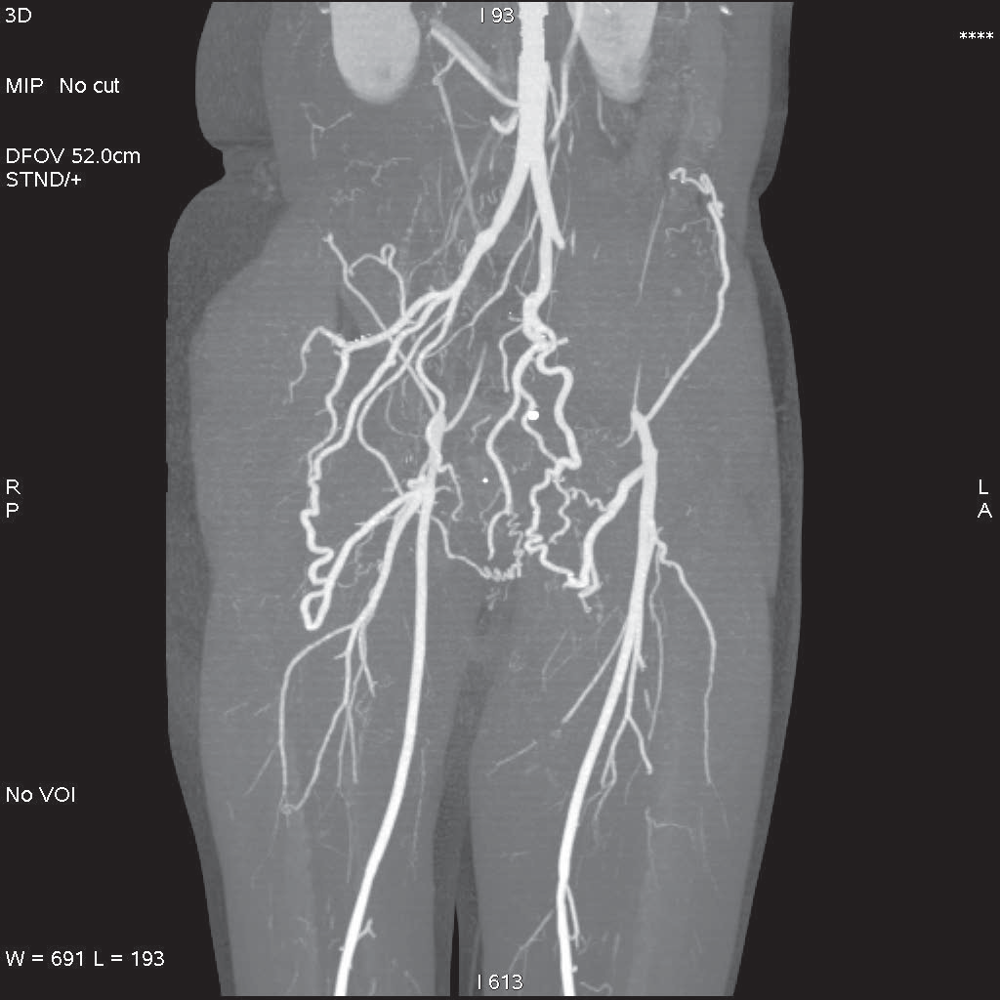 3D
I 93
****
MIP No cut
DFOV 52.0cm
STND/+
R
P
L
A
No VOI
W = 691 L = 193
I 613